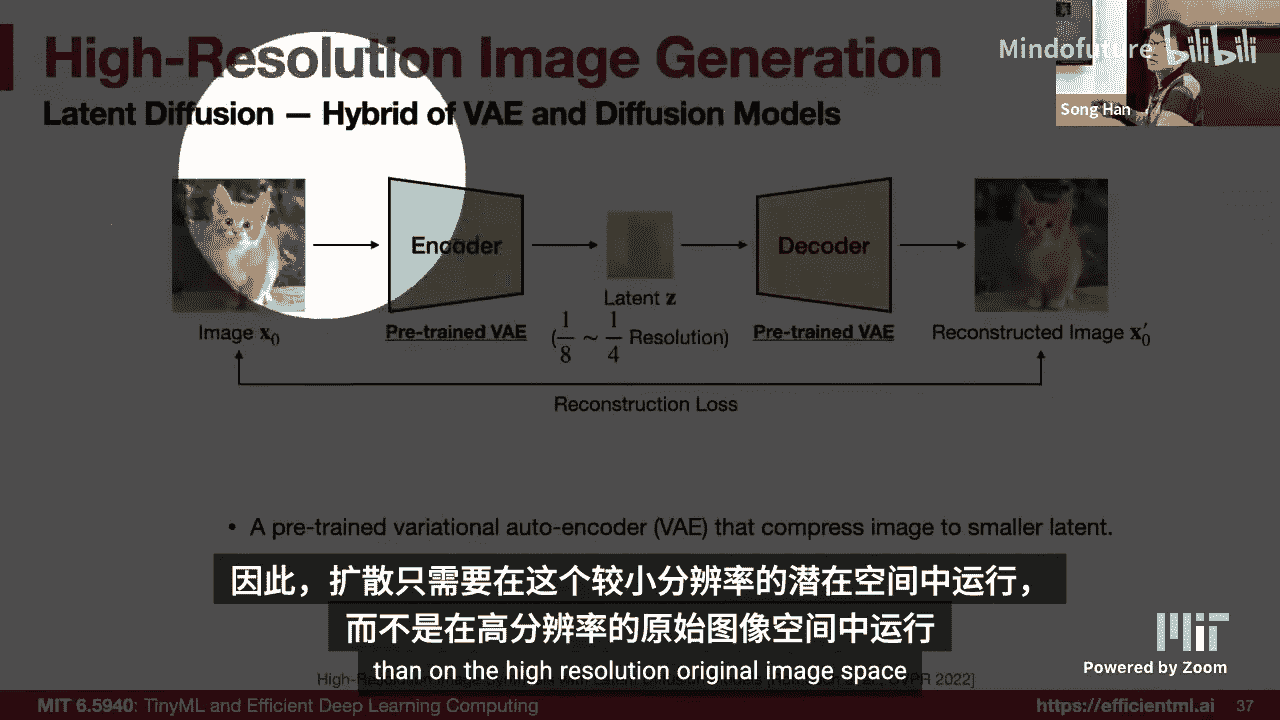 High-Resolution Image Generation
Mindofuture bilibili
Latent Diffusion — Hybrid of VAE and Diffusion Models
Song Han
Encoder
Decoder
Latent z
Image x₀
Pre-trained VAE
(1/8 ~ 1/4 Resolution)
Pre-trained VAE
Reconstructed Image x₀′
Reconstruction Loss
• A pre-trained variational auto-encoder (VAE) that compress image to smaller latent.
因此，扩散只需要在这个较小分辨率的潜在空间中运行，
而不是在高分辨率的原始图像空间中运行
than on the high resolution original image space
MIT
Powered by Zoom
2022]
MIT 6.5940: TinyML and Efficient Deep Learning Computing
https://efficientml.ai
37